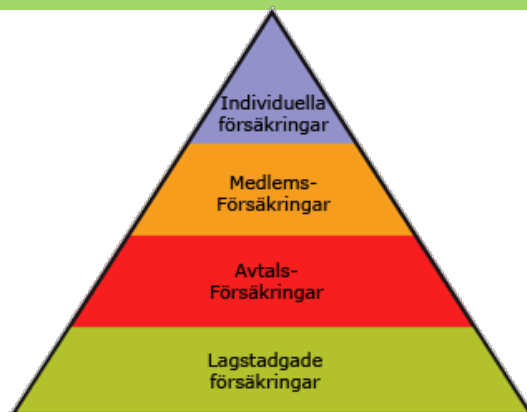 Individuella
försäkringar
Medlems-
Försäkringar
Avtals-
Försäkringar
Lagstadgade
försäkringar